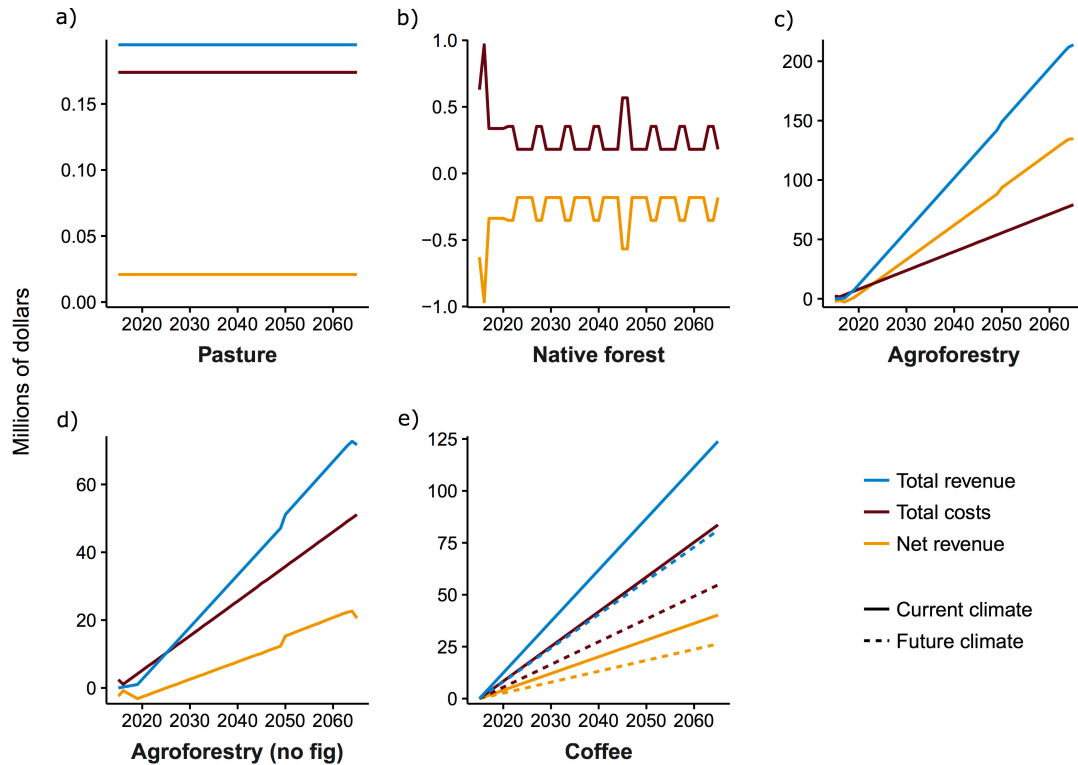 a)
0.15
0.10
0.05
0.00
2020 2030 2040 2050 2060
Pasture
b)
1.0
0.5
0.0
−0.5
−1.0
2020 2030 2040 2050 2060
Native forest
c)
200
150
100
50
0
2020 2030 2040 2050 2060
Agroforestry
Millions of dollars
d)
60
40
20
0
2020 2030 2040 2050 2060
Agroforestry (no fig)
e)
125
100
75
50
25
0
2020 2030 2040 2050 2060
Coffee
Total revenue
Total costs
Net revenue
Current climate
Future climate